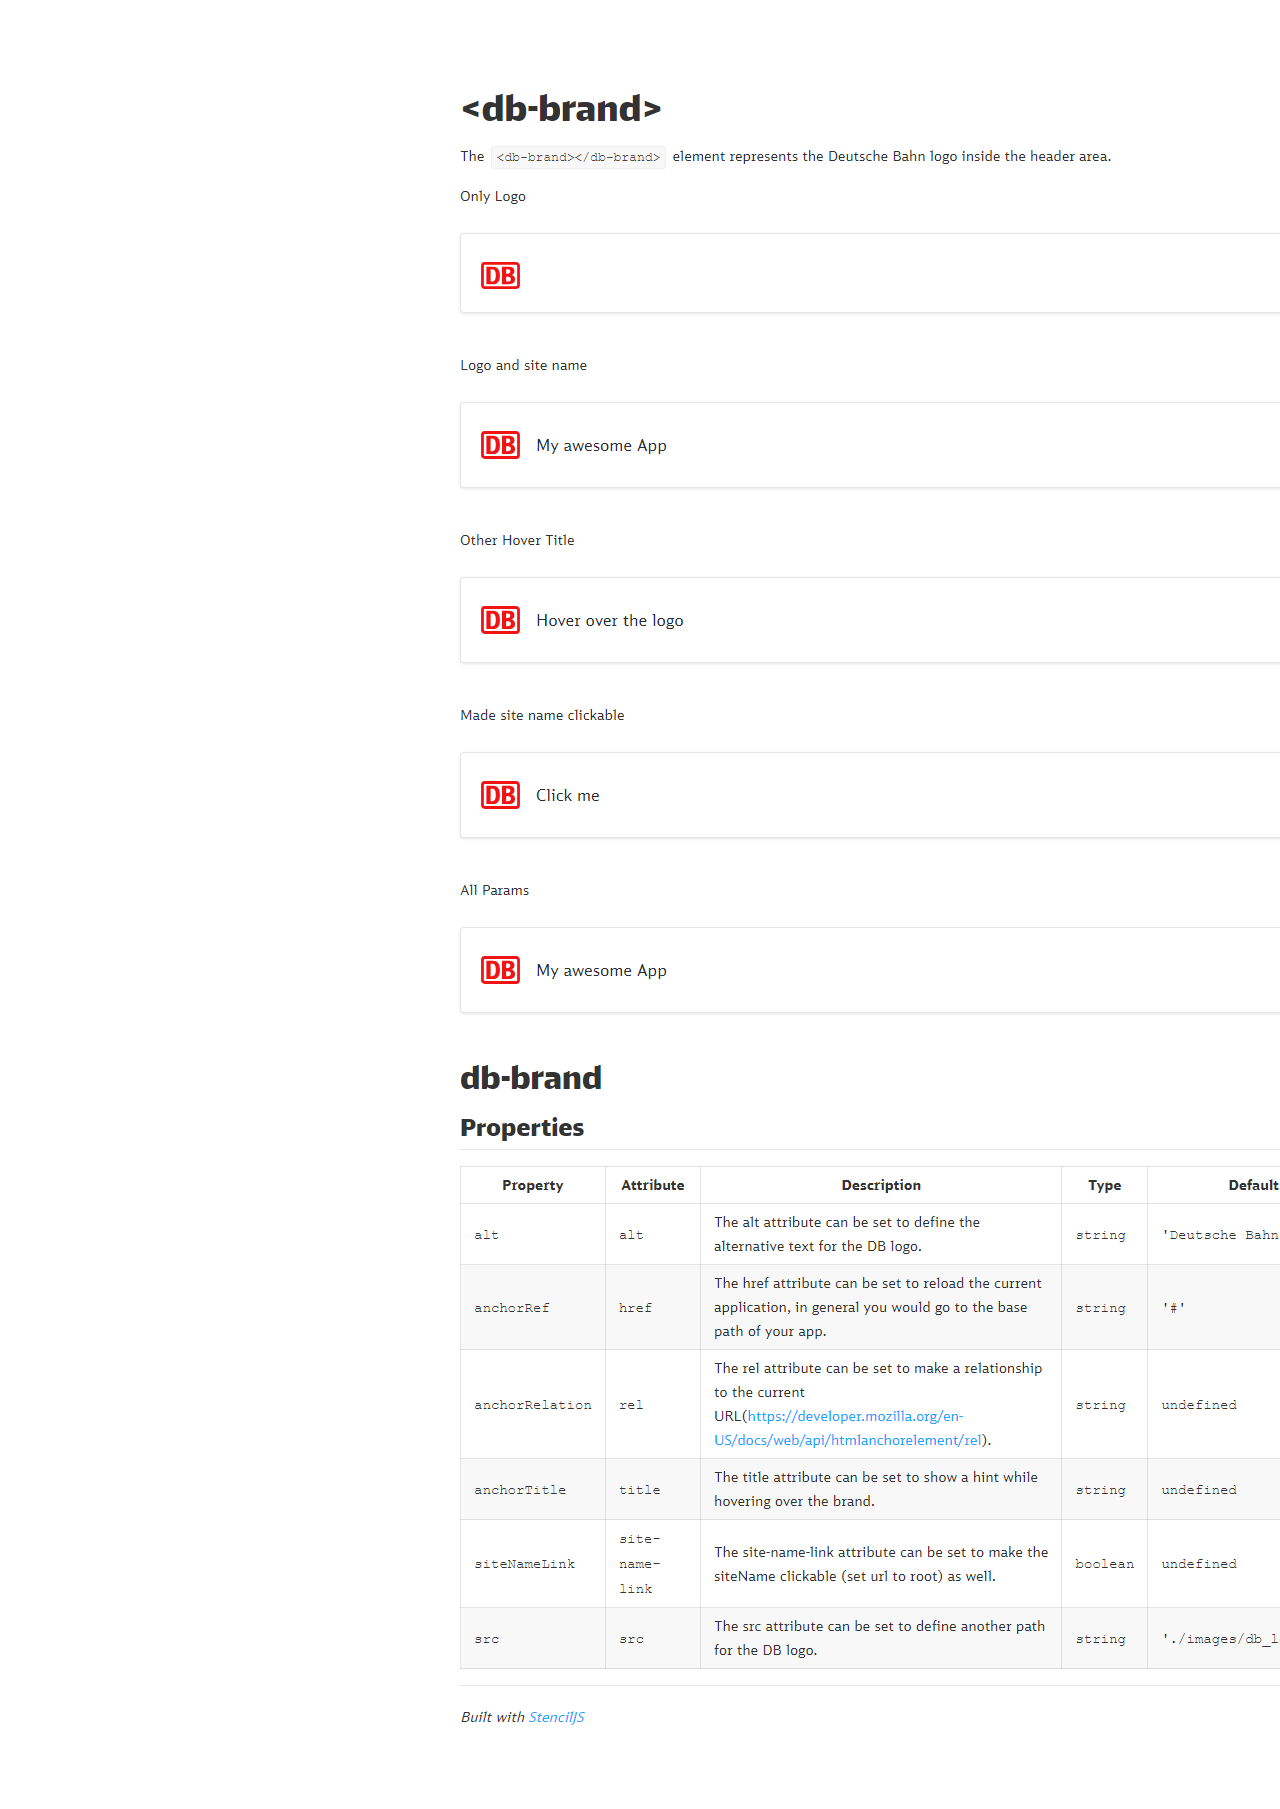 <db-brand>
The <db-brand></db-brand> element represents the Deutsche Bahn logo inside the header area.
Only Logo
DB
Logo and site name
DB My awesome App
Other Hover Title
DB Hover over the logo
Made site name clickable
DB Click me
All Params
DB My awesome App
db-brand
Properties
Property Attribute Description Type Default
alt alt The alt attribute can be set to define the alternative text for the DB logo. string 'Deutsche Bahn
anchorRef href The href attribute can be set to reload the current application, in general you would go to the base path of your app. string '#'
anchorRelation rel The rel attribute can be set to make a relationship to the current URL(https://developer.mozilla.org/en-US/docs/web/api/htmlanchorelement/rel). string undefined
anchorTitle title The title attribute can be set to show a hint while hovering over the brand. string undefined
siteNameLink site-name-link The site-name-link attribute can be set to make the siteName clickable (set url to root) as well. boolean undefined
src src The src attribute can be set to define another path for the DB logo. string './images/db_l
Built with StencilJS